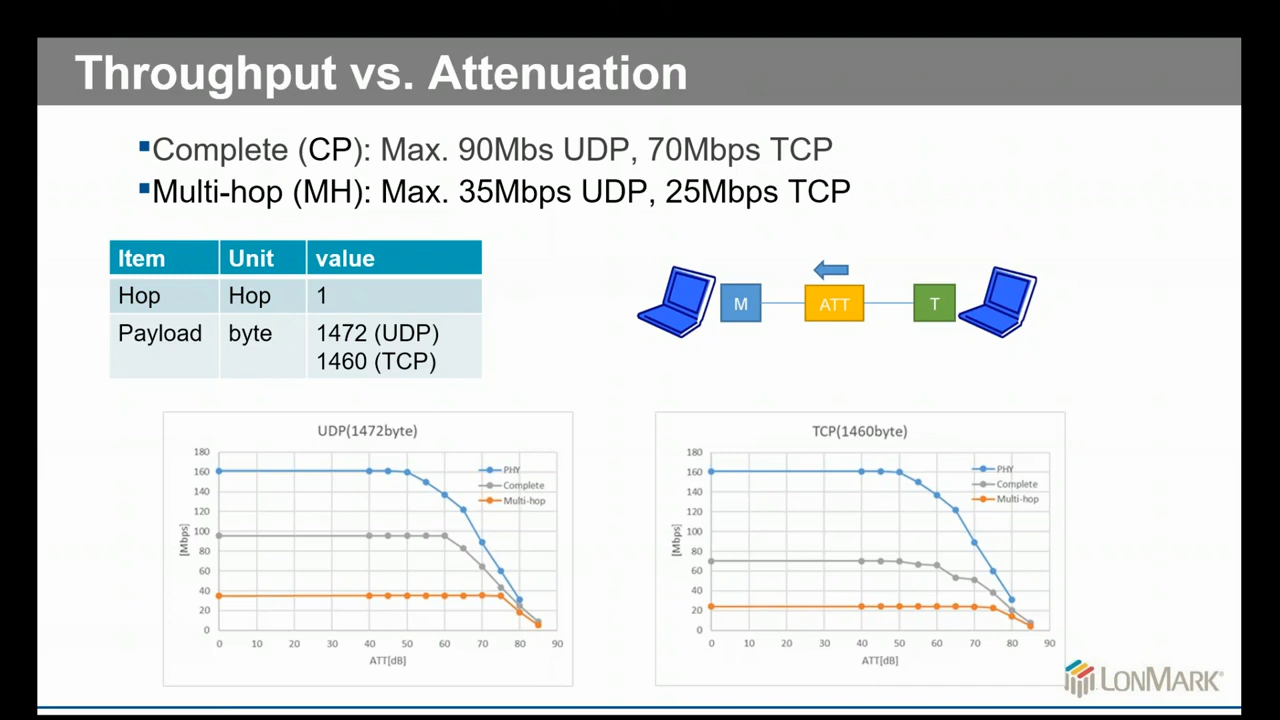 Throughput vs. Attenuation
Complete (CP): Max. 90Mbs UDP, 70Mbps TCP
Multi-hop (MH): Max. 35Mbps UDP, 25Mbps TCP
Item Unit value
Hop Hop 1
Payload byte 1472 (UDP)
1460 (TCP)
M ATT T
UDP(1472byte)
180
160
140
120
100
80
60
40
20
0
[Mbps]
PHY
Complete
Multi-hop
0 10 20 30 40 50 60 70 80 90
ATT[dB]
TCP(1460byte)
180
160
140
120
100
80
60
40
20
0
[Mbps]
PHY
Complete
Multi-hop
0 10 20 30 40 50 60 70 80 90
ATT[dB]
LONMARK®